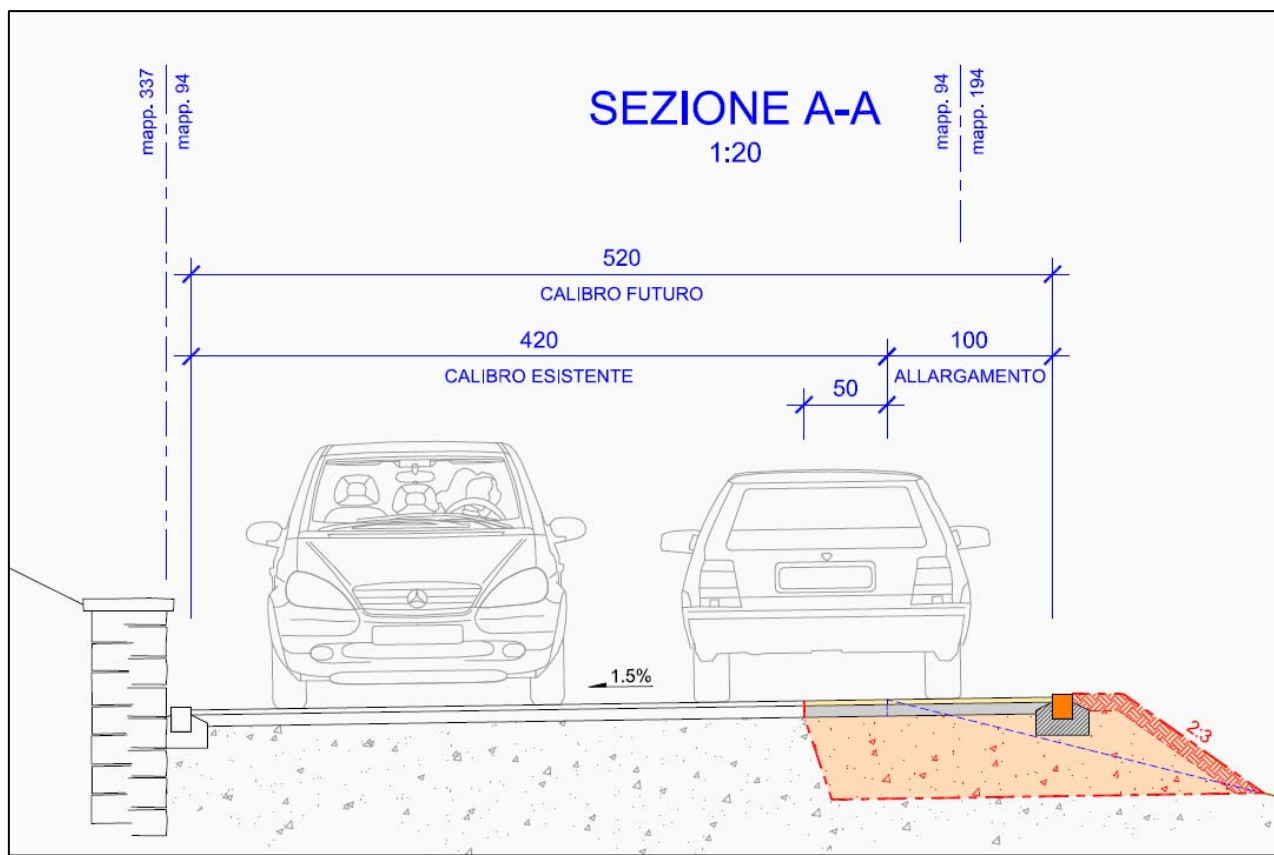 mapp. 337
mapp. 94
SEZIONE A-A
1:20
mapp. 94
mapp. 194
520
CALIBRO FUTURO
420
100
CALIBRO ESISTENTE
ALLARGAMENTO
50
1.5%
2:3